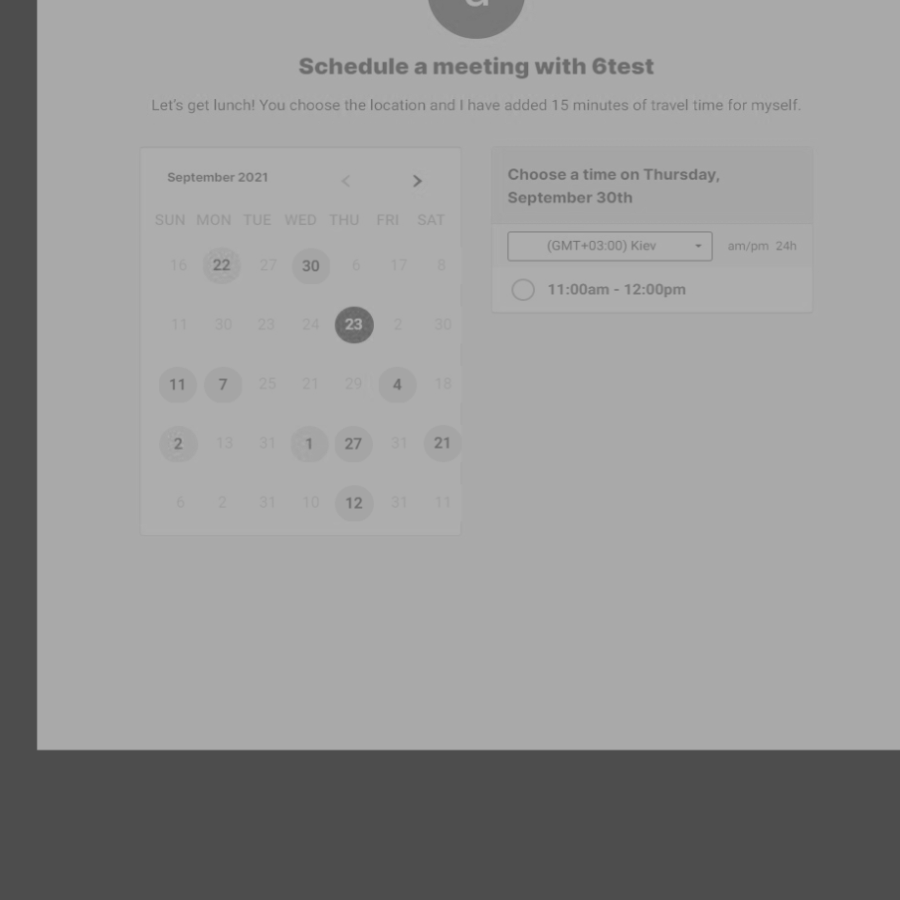 Schedule a meeting with 6test
Let's get lunch! You choose the location and I have added 15 minutes of travel time for myself.
September 2021
SUN MON TUE WED THU FRI SAT
16 22 27 30 6 17 8
11 30 23 24 23 2 30
11 7 25 21 29 4 18
2 13 31 1 27 31 21
6 2 31 10 12 31 11
Choose a time on Thursday,
September 30th
(GMT+03:00) Kiev am/pm 24h
11:00am - 12:00pm